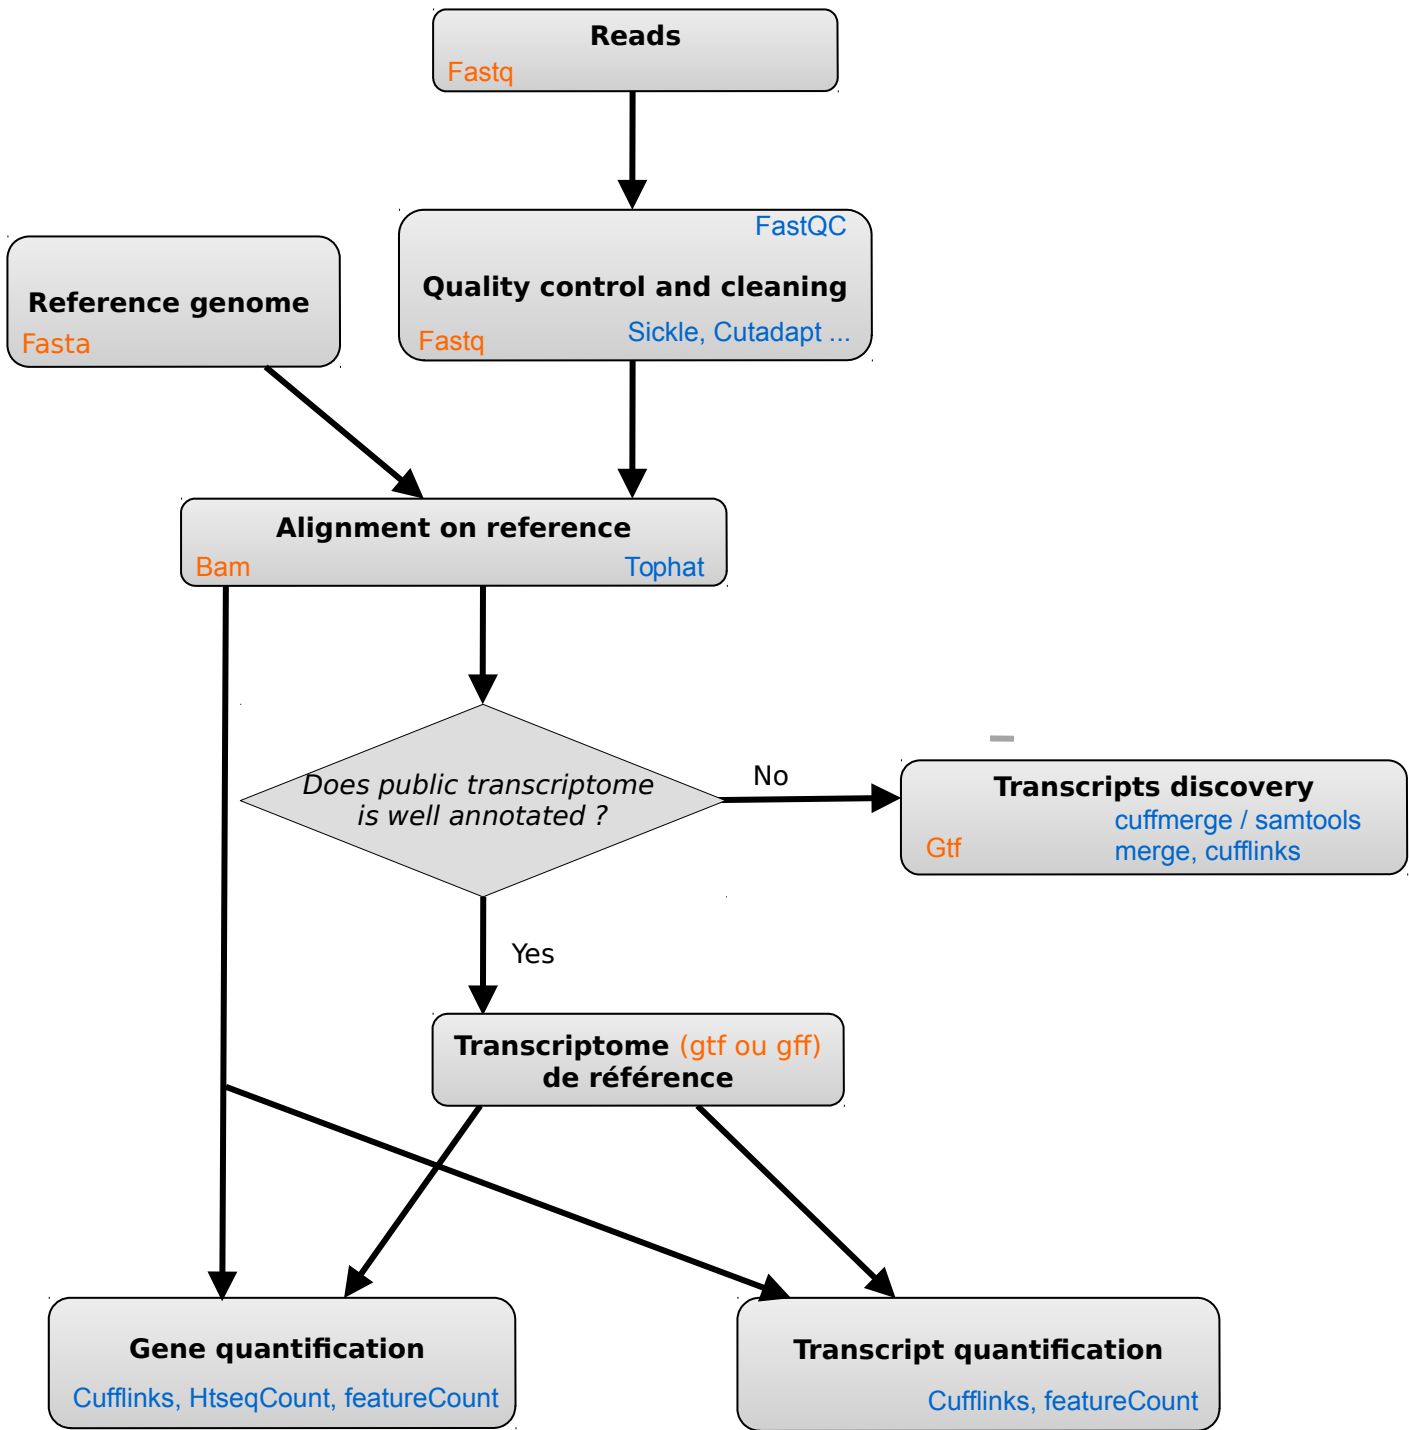 Reads
Fastq
FastQC
Quality control and cleaning
Fastq
Sickle, Cutadapt ...
Reference genome
Fasta
Alignment on reference
Bam
Tophat
Does public transcriptome
is well annotated ?
No
Transcripts discovery
cuffmerge / samtools
Gtf
merge, cufflinks
Yes
Transcriptome (gtf ou gff)
de référence
Gene quantification
Cufflinks, HtseqCount, featureCount
Transcript quantification
Cufflinks, featureCount